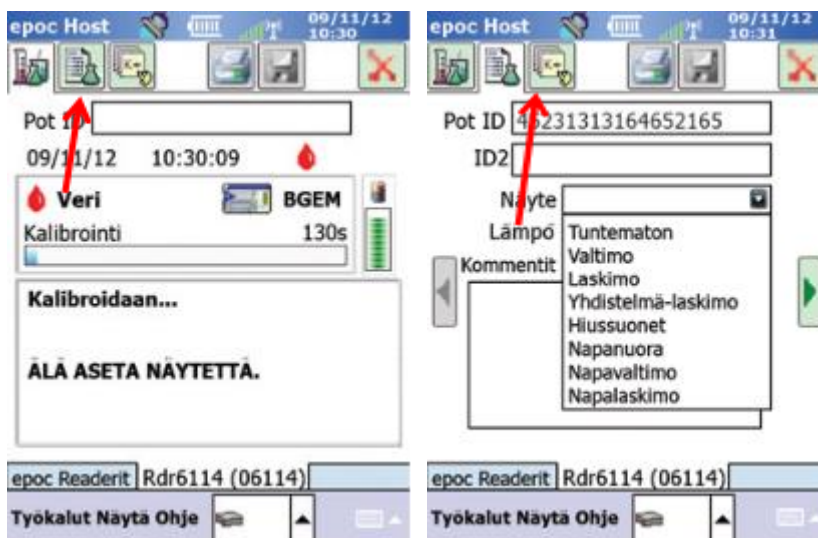 epoc Host
09/11/12
10:30
Pot ID
09/11/12 10:30:09
Veri BGEM
Kalibrointi 130s
Kalibroidaan...
ÄLÄ ASETA NÄYTETTÄ.
epoc Readerit Rdr6114 (06114)
Työkalut Näytä Ohje
epoc Host
09/11/12
10:31
Pot ID 46231313164652165
ID2
Näyte
Lämpö
Kommentit
Tuntematon
Valtimo
Laskimo
Yhdistelmä-laskimo
Hiussuonet
Napanuora
Napavaltimo
Napalaskimo
epoc Readerit Rdr6114 (06114)
Työkalut Näytä Ohje